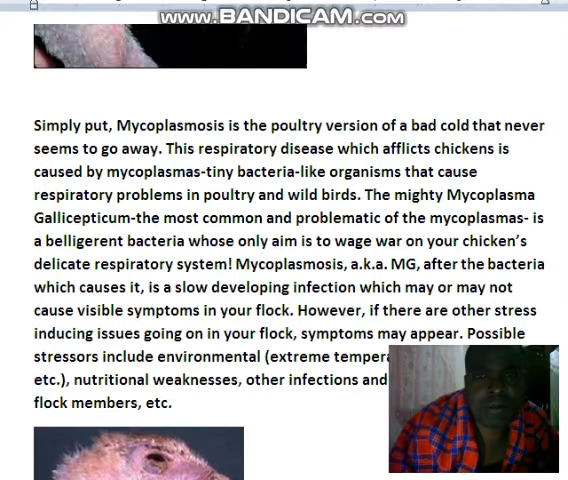 www.BANDICAM.com
Simply put, Mycoplasmosis is the poultry version of a bad cold that never
seems to go away. This respiratory disease which afflicts chickens is
caused by mycoplasmas-tiny bacteria-like organisms that cause
respiratory problems in poultry and wild birds. The mighty Mycoplasma
Gallicepticum-the most common and problematic of the mycoplasmas- is
a belligerent bacteria whose only aim is to wage war on your chicken’s
delicate respiratory system! Mycoplasmosis, a.k.a. MG, after the bacteria
which causes it, is a slow developing infection which may or may not
cause visible symptoms in your flock. However, if there are other stress
inducing issues going on in your flock, symptoms may appear. Possible
stressors include environmental (extreme
etc.), nutritional weaknesses, other infections and
flock members, etc.